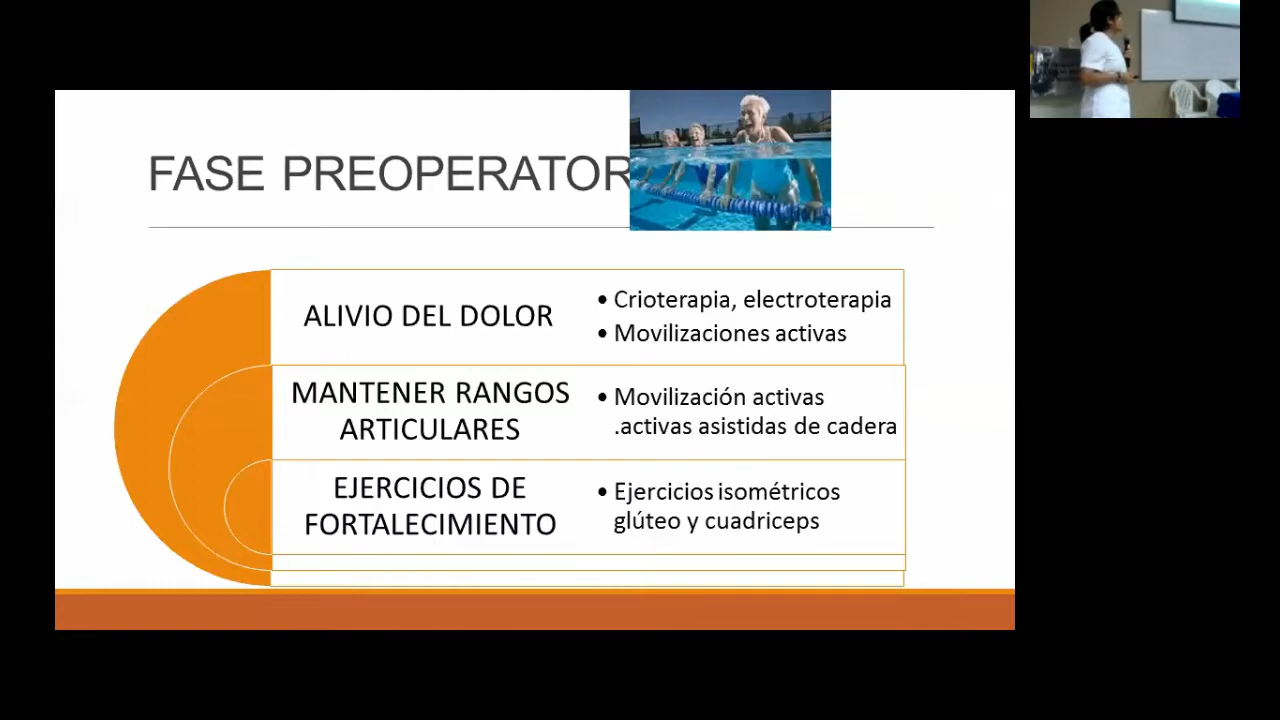 FASE PREOPERATOR
ALIVIO DEL DOLOR
• Crioterapia, electroterapia
• Movilizaciones activas
MANTENER RANGOS
ARTICULARES
• Movilización activas
.activas asistidas de cadera
EJERCICIOS DE
FORTALECIMIENTO
• Ejercicios isométricos
glúteo y cuadriceps